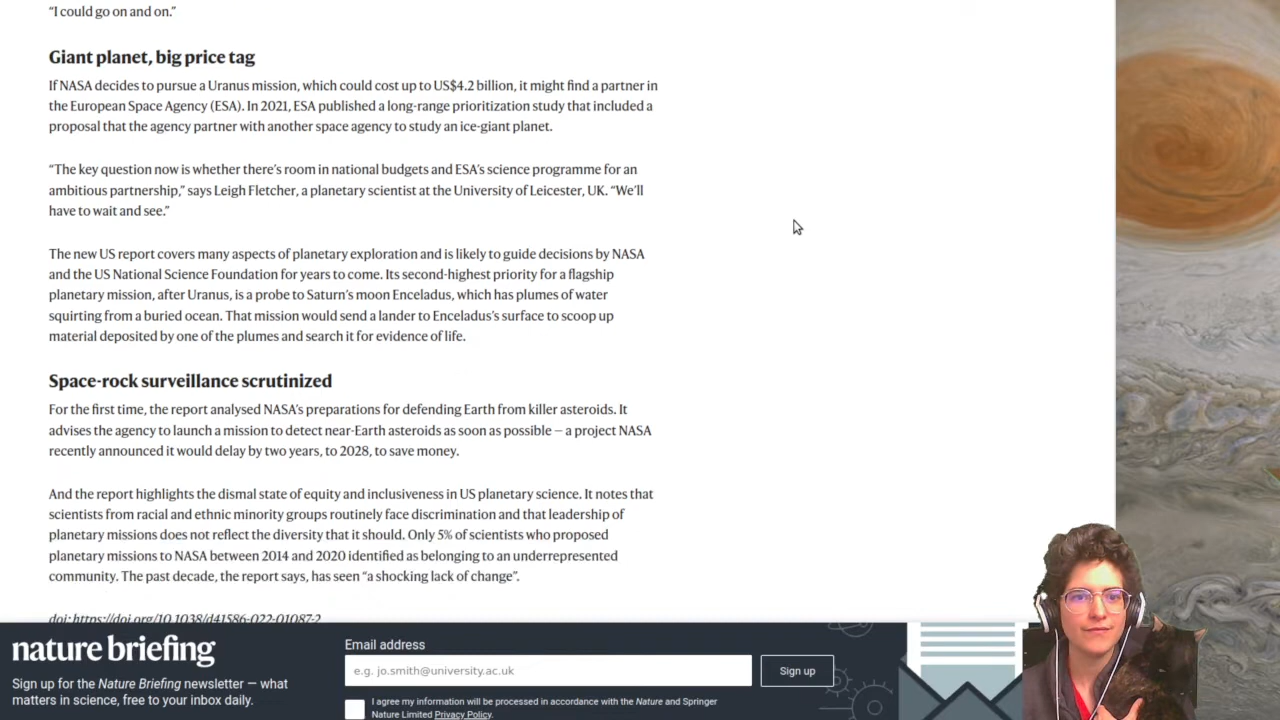 “I could go on and on.”
Giant planet, big price tag
If NASA decides to pursue a Uranus mission, which could cost up to US$4.2 billion, it might find a partner in
the European Space Agency (ESA). In 2021, ESA published a long-range prioritization study that included a
proposal that the agency partner with another space agency to study an ice-giant planet.
“The key question now is whether there’s room in national budgets and ESA’s science programme for an
ambitious partnership,” says Leigh Fletcher, a planetary scientist at the University of Leicester, UK. “We’ll
have to wait and see.”
The new US report covers many aspects of planetary exploration and is likely to guide decisions by NASA
and the US National Science Foundation for years to come. Its second-highest priority for a flagship
planetary mission, after Uranus, is a probe to Saturn’s moon Enceladus, which has plumes of water
squirting from a buried ocean. That mission would send a lander to Enceladus’s surface to scoop up
material deposited by one of the plumes and search it for evidence of life.
Space-rock surveillance scrutinized
For the first time, the report analysed NASA’s preparations for defending Earth from killer asteroids. It
advises the agency to launch a mission to detect near-Earth asteroids as soon as possible — a project NASA
recently announced it would delay by two years, to 2028, to save money.
And the report highlights the dismal state of equity and inclusiveness in US planetary science. It notes that
scientists from racial and ethnic minority groups routinely face discrimination and that leadership of
planetary missions does not reflect the diversity that it should. Only 5% of scientists who proposed
planetary missions to NASA between 2014 and 2020 identified as belonging to an underrepresented
community. The past decade, the report says, has seen “a shocking lack of change”.
doi: https://doi.org/10.1038/d41586-022-01087-2
nature briefing
Sign up for the Nature Briefing newsletter — what
matters in science, free to your inbox daily.
Email address
e.g. jo.smith@university.ac.uk
Sign up
I agree my information will be processed in accordance with the Nature and Springer
Nature Limited Privacy Policy.